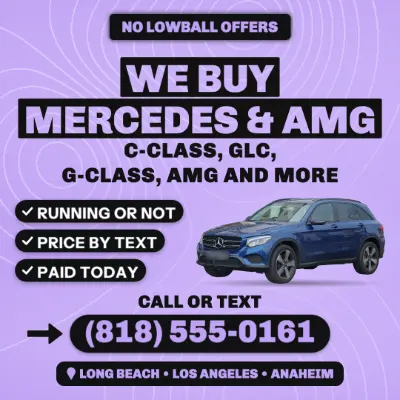 NO LOWBALL OFFERS
WE BUY
MERCEDES & AMG
C-CLASS, GLC,
G-CLASS, AMG AND MORE
✓ RUNNING OR NOT
✓ PRICE BY TEXT
✓ PAID TODAY
CALL OR TEXT
→ (818) 555-0161
LONG BEACH • LOS ANGELES • ANAHEIM